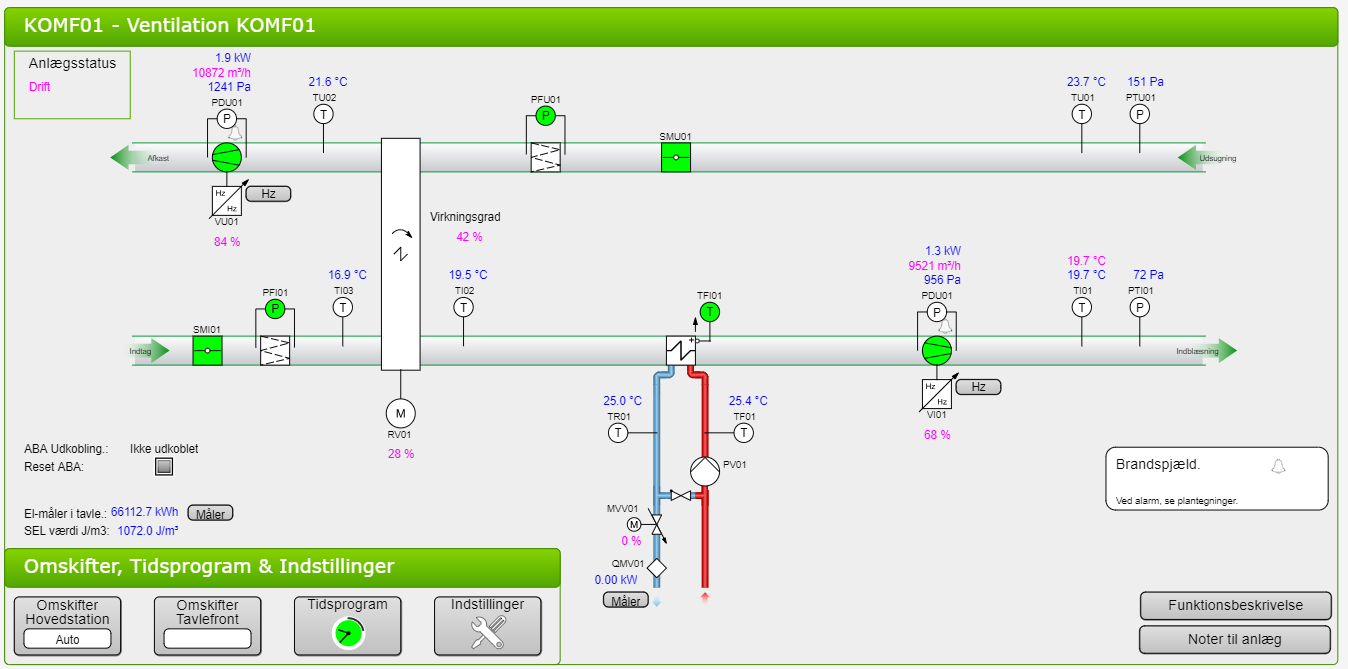 KOMF01 - Ventilation KOMF01
Anlægsstatus
Drift
1.9 kW
10872 m³/h
1241 Pa
PDU01
P
21.6 °C
TU02
T
PFU01
P
SMU01
23.7 °C
TU01
T
151 Pa
PTU01
P
Afkast
Udsugning
Hz
Hz
Hz
VU01
84 %
Virkningsgrad
42 %
16.9 °C
TI03
T
19.5 °C
TI02
T
PFI01
P
SMI01
TFI01
T
1.3 kW
9521 m³/h
956 Pa
PDU01
P
19.7 °C
19.7 °C
TI01
T
72 Pa
PTI01
P
Indtag
Indblæsning
Hz
Hz
Hz
VI01
68 %
M
RV01
28 %
25.0 °C
TR01
T
25.4 °C
TF01
T
PV01
MVV01
M
0 %
QMV01
0.00 kW
Måler
ABA Udkobling.: Ikke udkoblet
Reset ABA:
El-måler i tavle.: 66112.7 kWh Måler
SEL værdi J/m3: 1072.0 J/m³
Brandspjæld.
Ved alarm, se plantegninger.
Omskifter, Tidsprogram & Indstillinger
Omskifter
Hovedstation
Auto
Omskifter
Tavlefront
Tidsprogram
Indstillinger
Funktionsbeskrivelse
Noter til anlæg